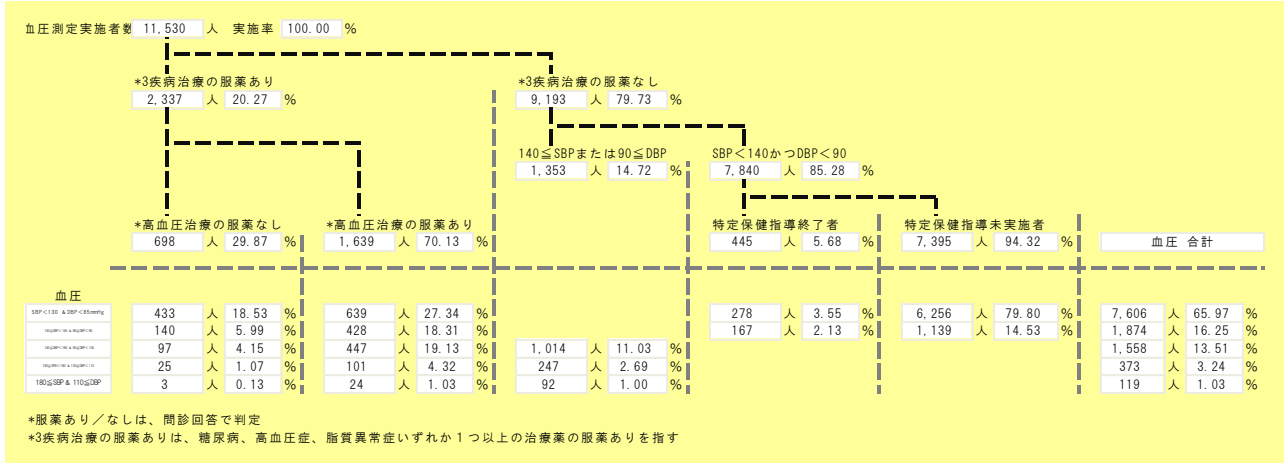 血圧測定実施者数 11,530 人 実施率 100.00 %
*3疾病治療の服薬あり *3疾病治療の服薬なし
2,337 人 20.27 % 9,193 人 79.73 %
140≦SBPまたは90≦DBP SBP＜140かつDBP＜90
1,353 人 14.72 % 7,840 人 85.28 %
*高血圧治療の服薬なし *高血圧治療の服薬あり 特定保健指導終了者 特定保健指導未実施者
698 人 29.87 % 1,639 人 70.13 % 445 人 5.68 % 7,395 人 94.32 % 血圧 合計
血圧
SBP＜130 & DBP＜85mmHg 433 人 18.53 % 639 人 27.34 % 278 人 3.55 % 6,256 人 79.80 % 7,606 人 65.97 %
140 人 5.99 % 428 人 18.31 % 167 人 2.13 % 1,139 人 14.53 % 1,874 人 16.25 %
97 人 4.15 % 447 人 19.13 % 1,014 人 11.03 % 1,558 人 13.51 %
25 人 1.07 % 101 人 4.32 % 247 人 2.69 % 373 人 3.24 %
180≦SBP & 110≦DBP 3 人 0.13 % 24 人 1.03 % 92 人 1.00 % 119 人 1.03 %
*服薬あり／なしは、問診回答で判定
*3疾病治療の服薬ありは、糖尿病、高血圧症、脂質異常症いずれか１つ以上の治療薬の服薬ありを指す